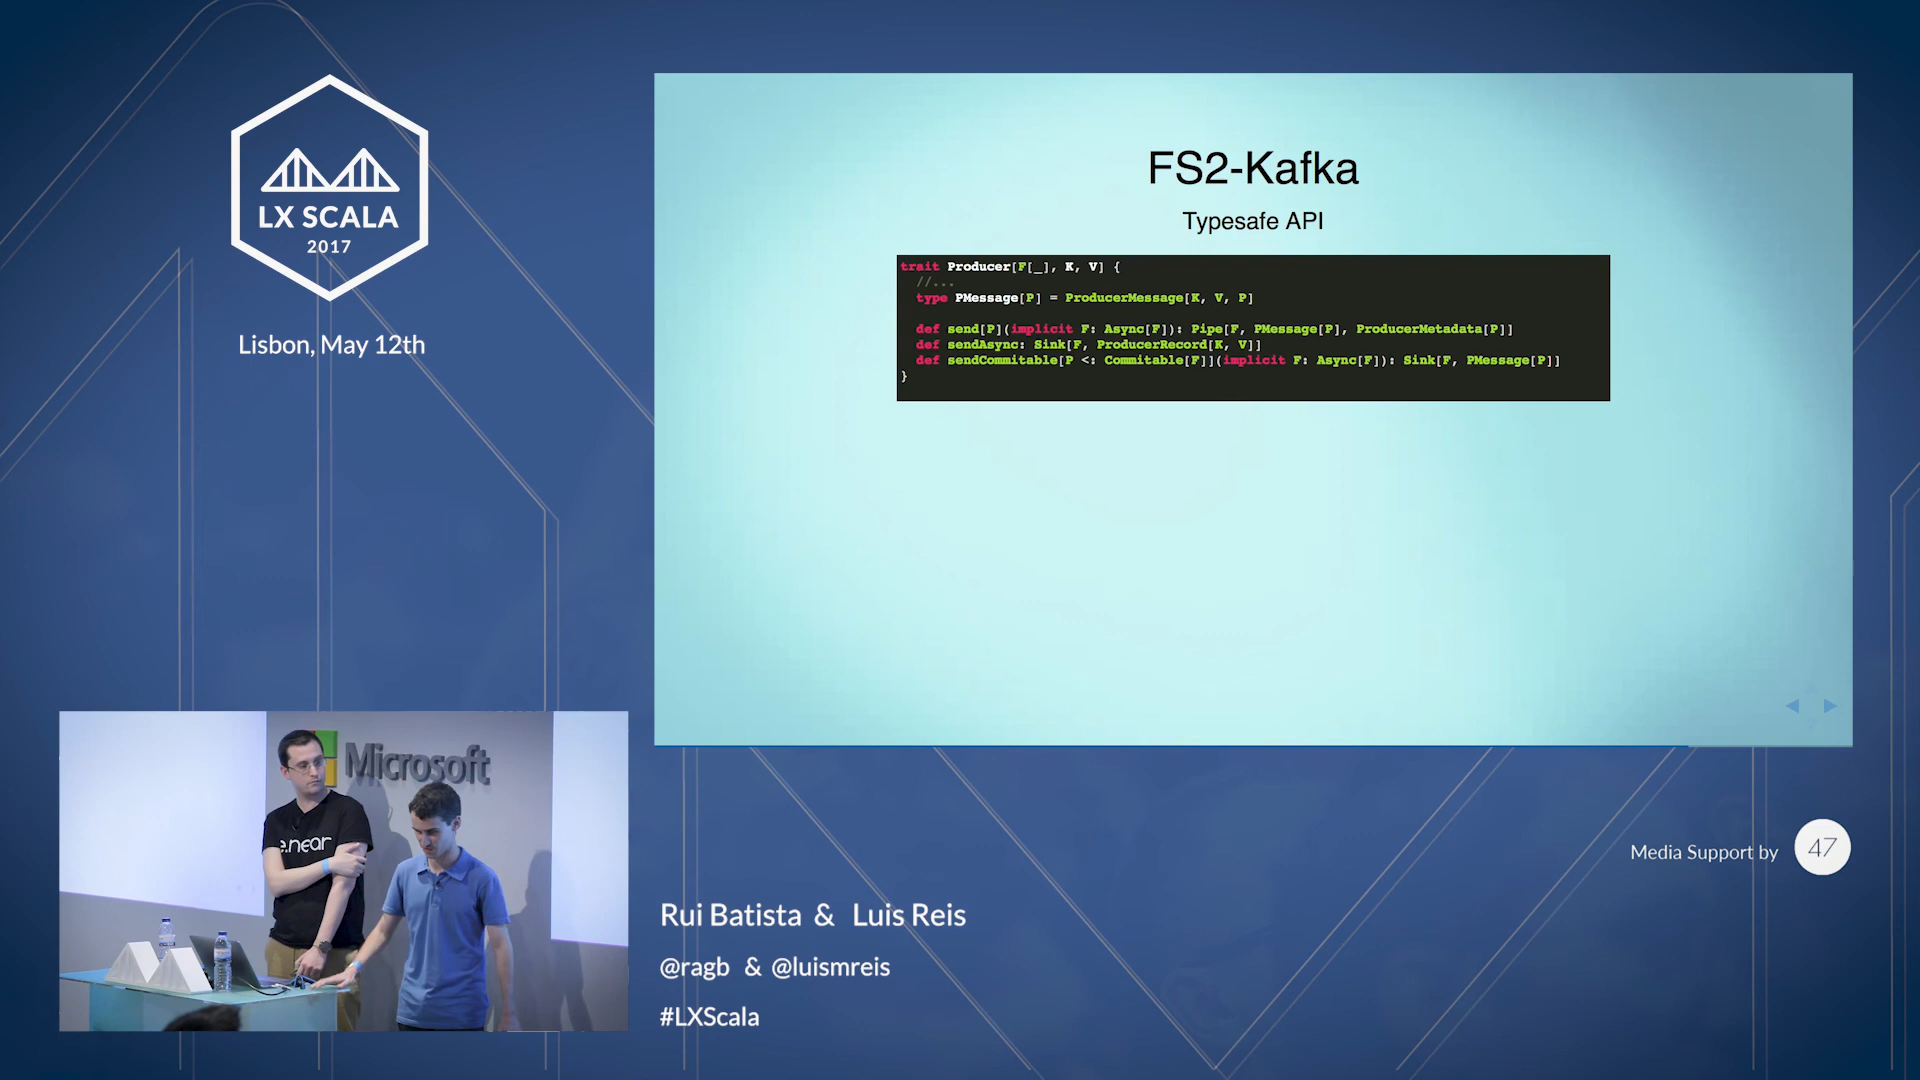 LX SCALA
2017
Lisbon, May 12th
FS2-Kafka
Typesafe API
trait Producer[F[_], K, V] {
//...
type PMessage[P] = ProducerMessage[K, V, P]
def send[P](implicit F: Async[F]): Pipe[F, PMessage[P], ProducerMetadata[P]]
def sendAsync: Sink[F, ProducerRecord[K, V]]
def sendCommitable[P <: Commitable[F]](implicit F: Async[F]): Sink[F, PMessage[P]]
}
Microsoft
e.near
Media Support by 47
Rui Batista & Luis Reis
@ragb & @luismreis
#LXScala